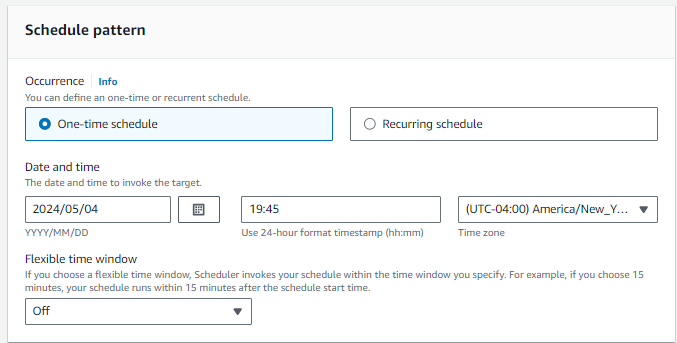 Schedule pattern
Occurrence Info
You can define an one-time or recurrent schedule.
One-time schedule Recurring schedule
Date and time
The date and time to invoke the target.
2024/05/04 19:45 (UTC-04:00) America/New_Y...
YYYY/MM/DD Use 24-hour format timestamp (hh:mm) Time zone
Flexible time window
If you choose a flexible time window, Scheduler invokes your schedule within the time window you specify. For example, if you choose 15
minutes, your schedule runs within 15 minutes after the schedule start time.
Off